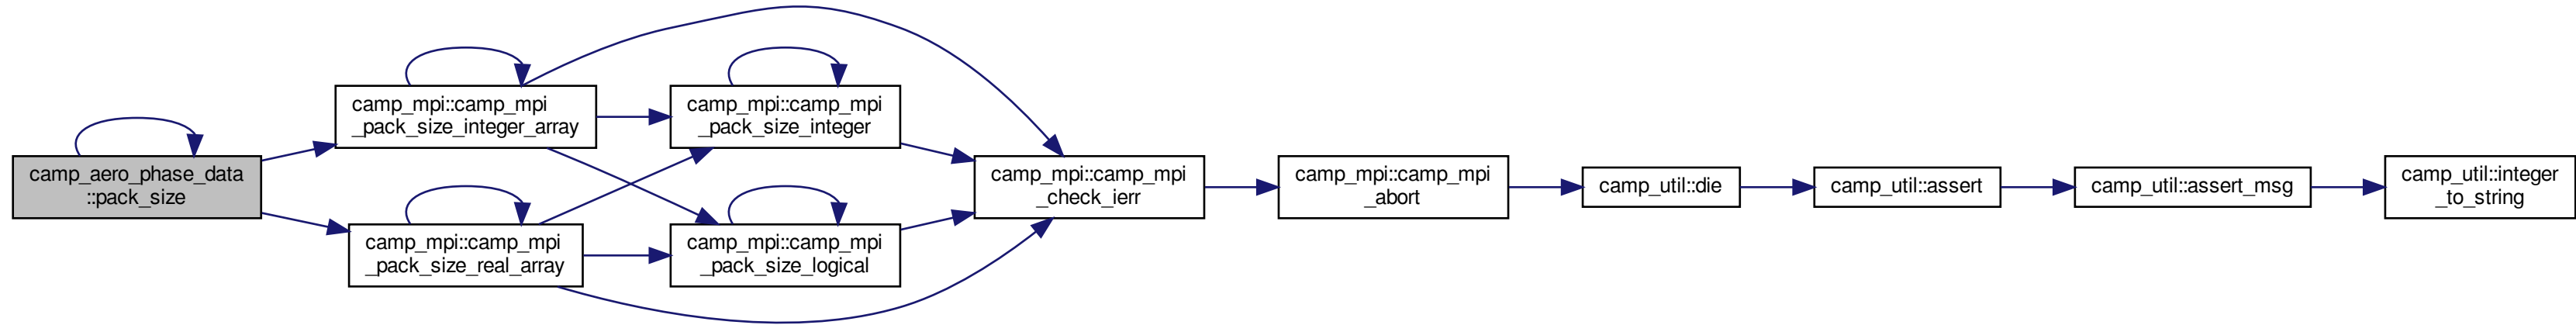 camp_aero_phase_data
::pack_size
camp_mpi::camp_mpi
_pack_size_integer_array
camp_mpi::camp_mpi
_pack_size_real_array
camp_mpi::camp_mpi
_pack_size_integer
camp_mpi::camp_mpi
_pack_size_logical
camp_mpi::camp_mpi
_check_ierr
camp_mpi::camp_mpi
_abort
camp_util::die
camp_util::assert
camp_util::assert_msg
camp_util::integer
_to_string